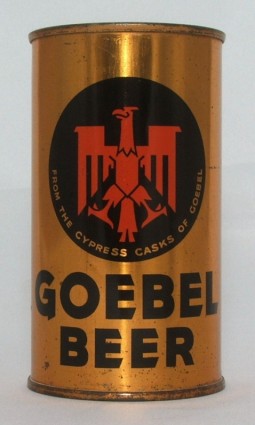 FROM THE CYPRESS CASKS OF GOEBEL
GOEBEL
BEER